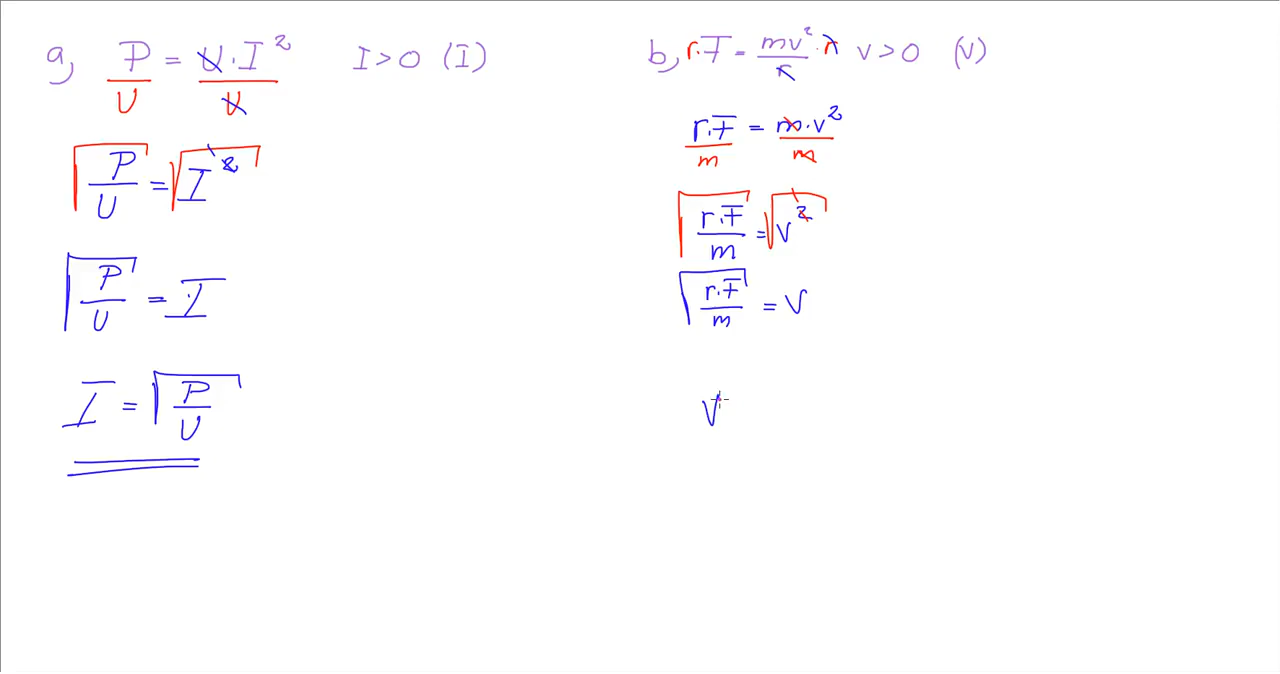 a, P/U = U·I²/U I>0 (I)
√(P/U) = √(I²)
√(P/U) = I
I = √(P/U)
b, r·F = mv²/r · r v>0 (v)
r·F/m = m·v²/m
√(r·F/m) = √(v²)
√(r·F/m) = v
v